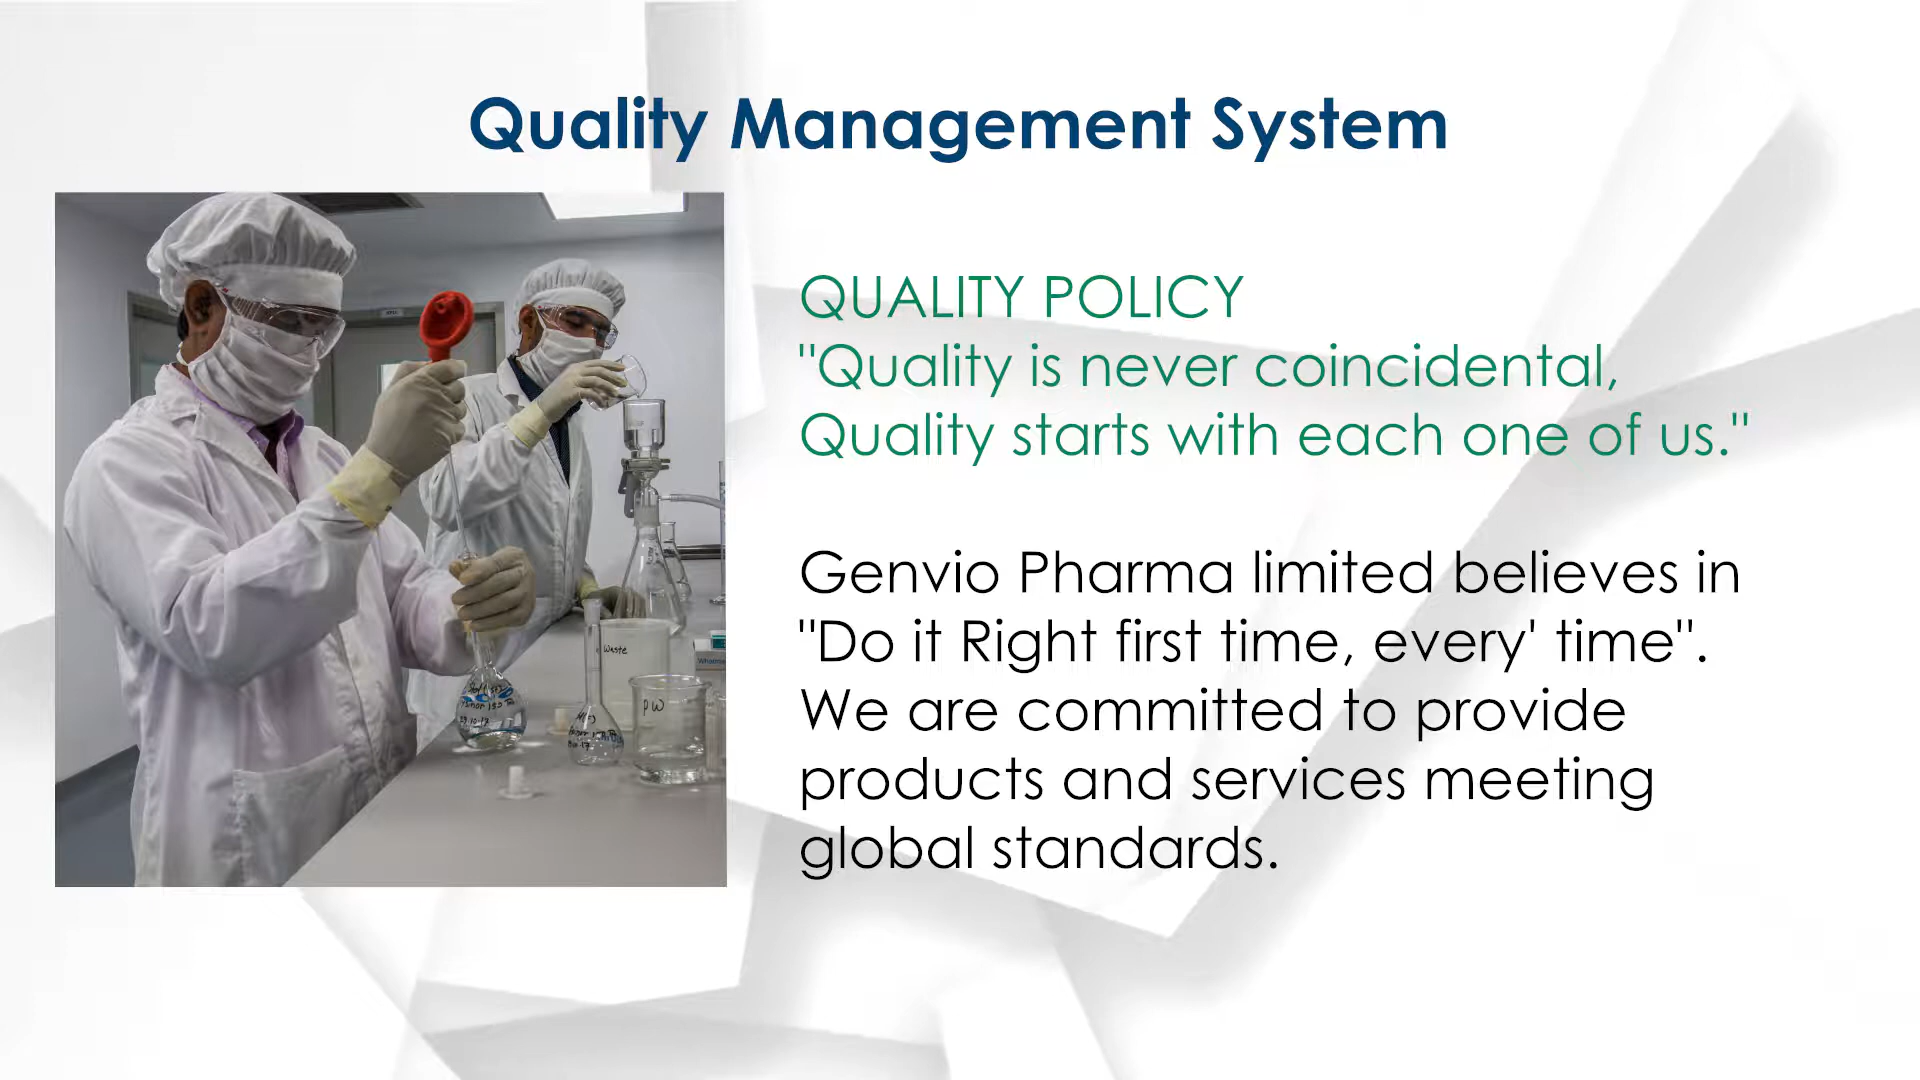 Quality Management System
QUALITY POLICY
"Quality is never coincidental,
Quality starts with each one of us."
Genvio Pharma limited believes in
"Do it Right first time, every' time".
We are committed to provide
products and services meeting
global standards.
Waste
PW